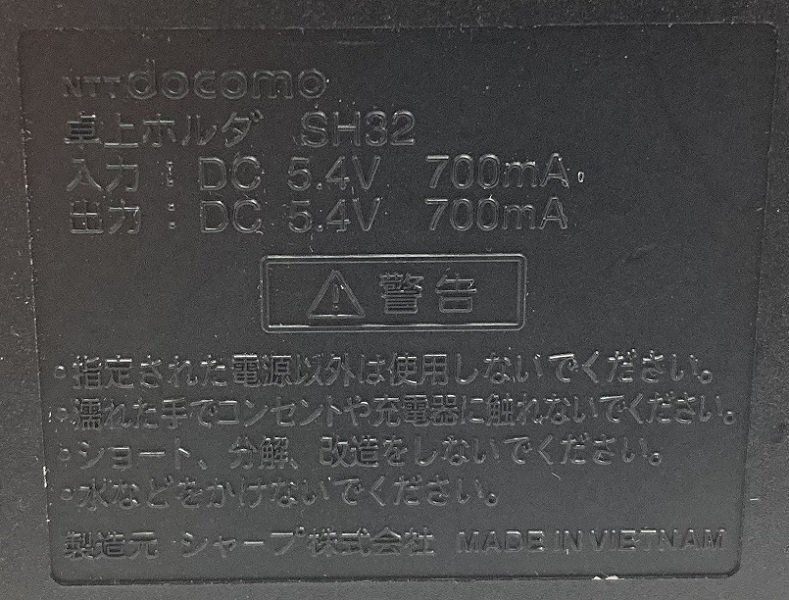 NTT docomo
卓上ホルダ SH32
入力：DC 5.4V 700mA
出力：DC 5.4V 700mA
警告
・指定された電源以外は使用しないでください。
・濡れた手でコンセントや充電器に触れないでください。
・ショート、分解、改造をしないでください。
・水などをかけないでください。
製造元 シャープ株式会社 MADE IN VIETNAM